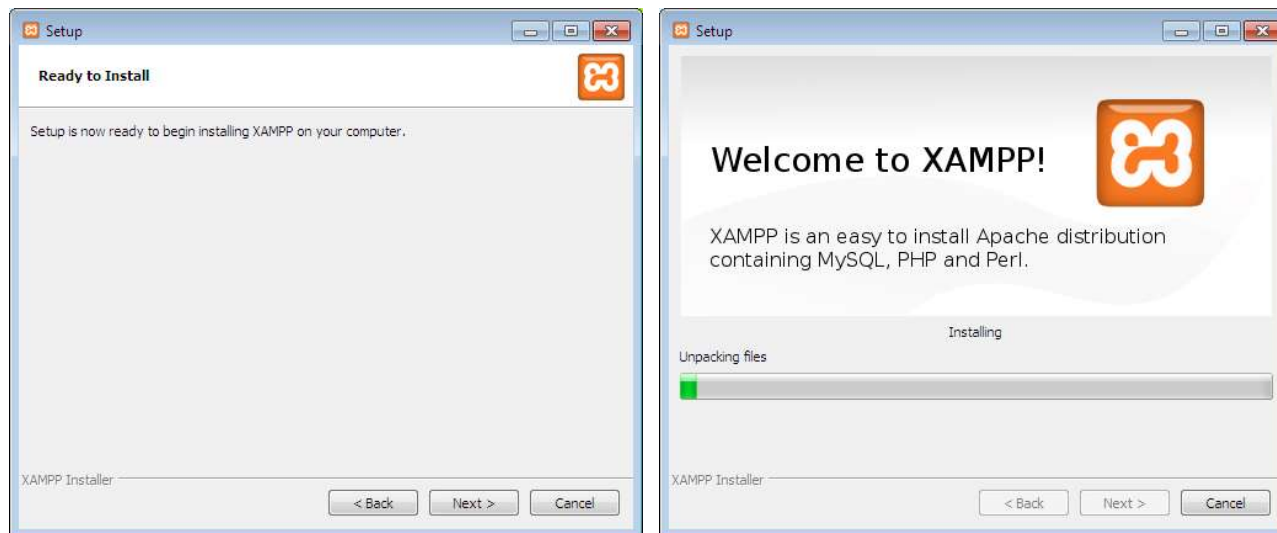 Setup
Ready to Install
Setup is now ready to begin installing XAMPP on your computer.
XAMPP Installer
< Back
Next >
Cancel
Setup
Welcome to XAMPP!
XAMPP is an easy to install Apache distribution
containing MySQL, PHP and Perl.
Installing
Unpacking files
XAMPP Installer
< Back
Next >
Cancel